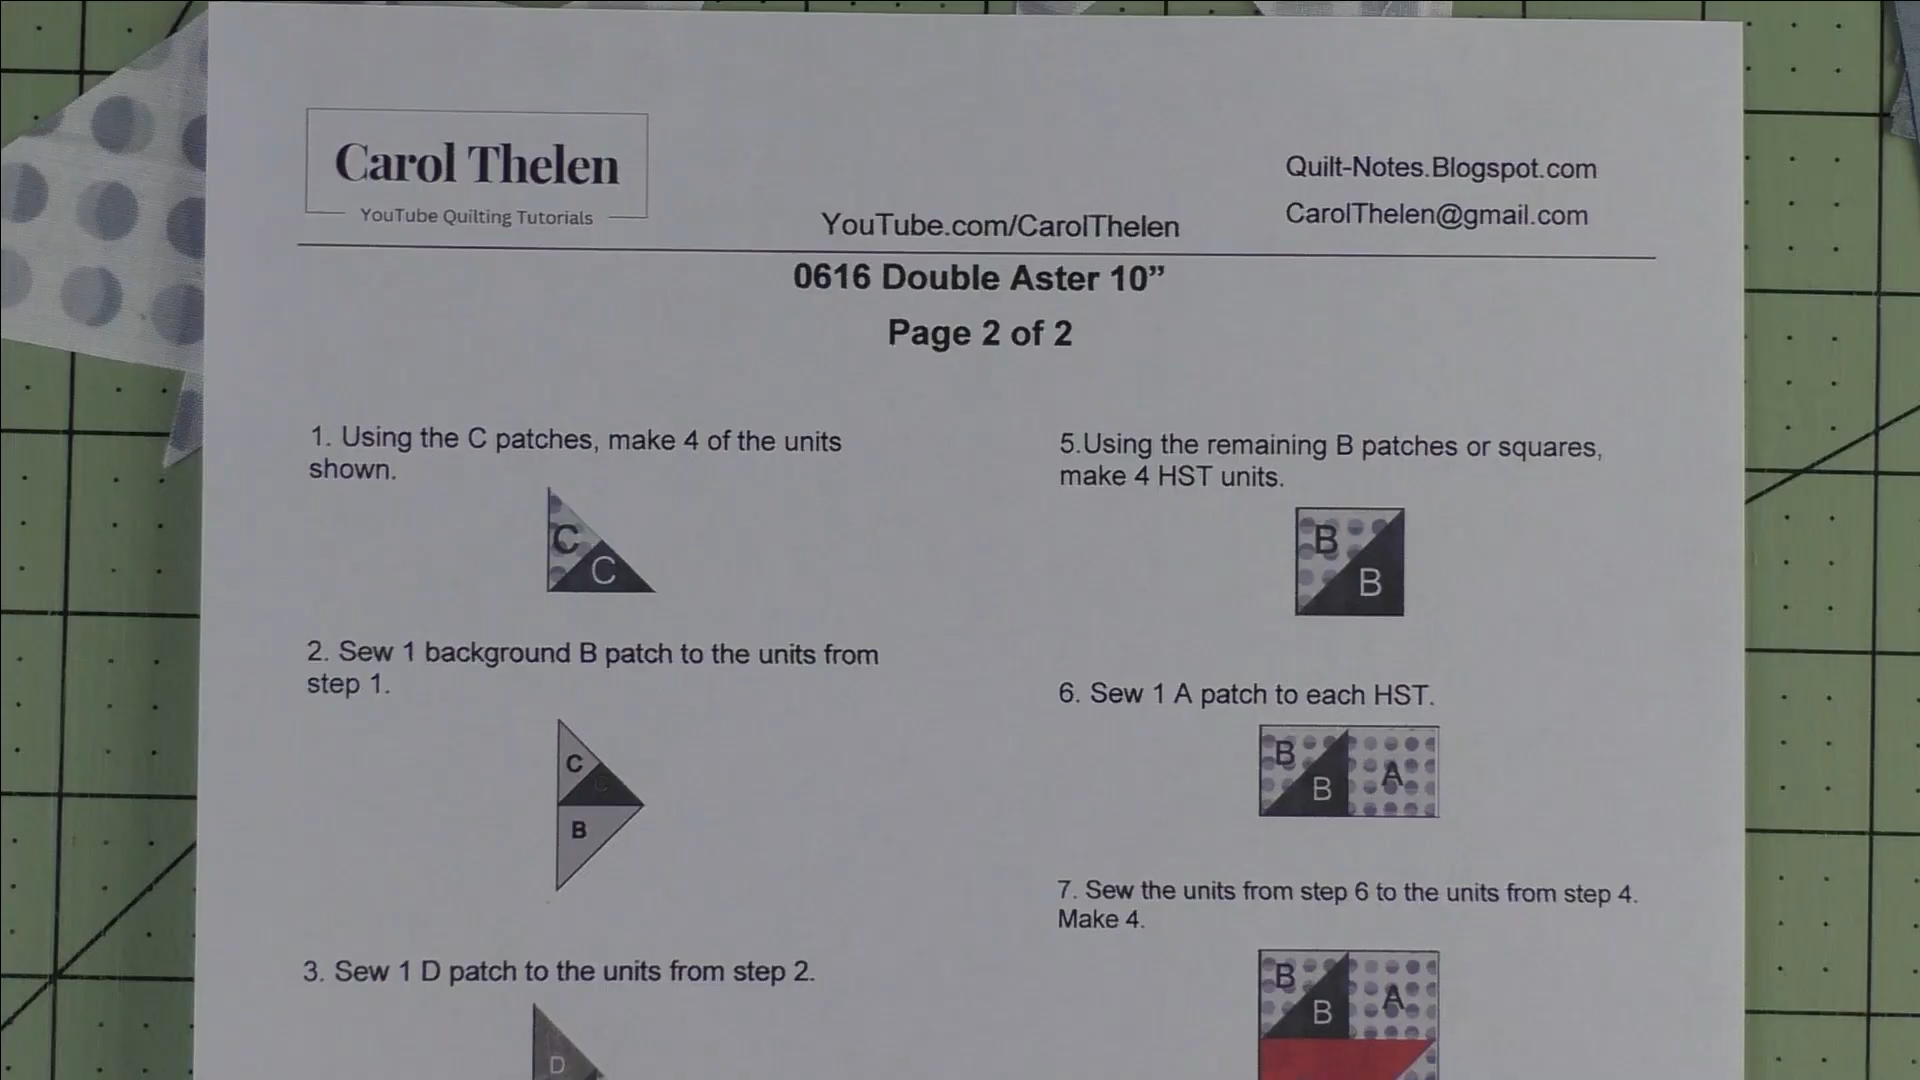 Carol Thelen
YouTube Quilting Tutorials
YouTube.com/CarolThelen
Quilt-Notes.Blogspot.com
CarolThelen@gmail.com
0616 Double Aster 10”
Page 2 of 2
1. Using the C patches, make 4 of the units
shown.
C
C
2. Sew 1 background B patch to the units from
step 1.
C
C
B
3. Sew 1 D patch to the units from step 2.
D
5.Using the remaining B patches or squares,
make 4 HST units.
B
B
6. Sew 1 A patch to each HST.
B
A
B
7. Sew the units from step 6 to the units from step 4.
Make 4.
B
A
B